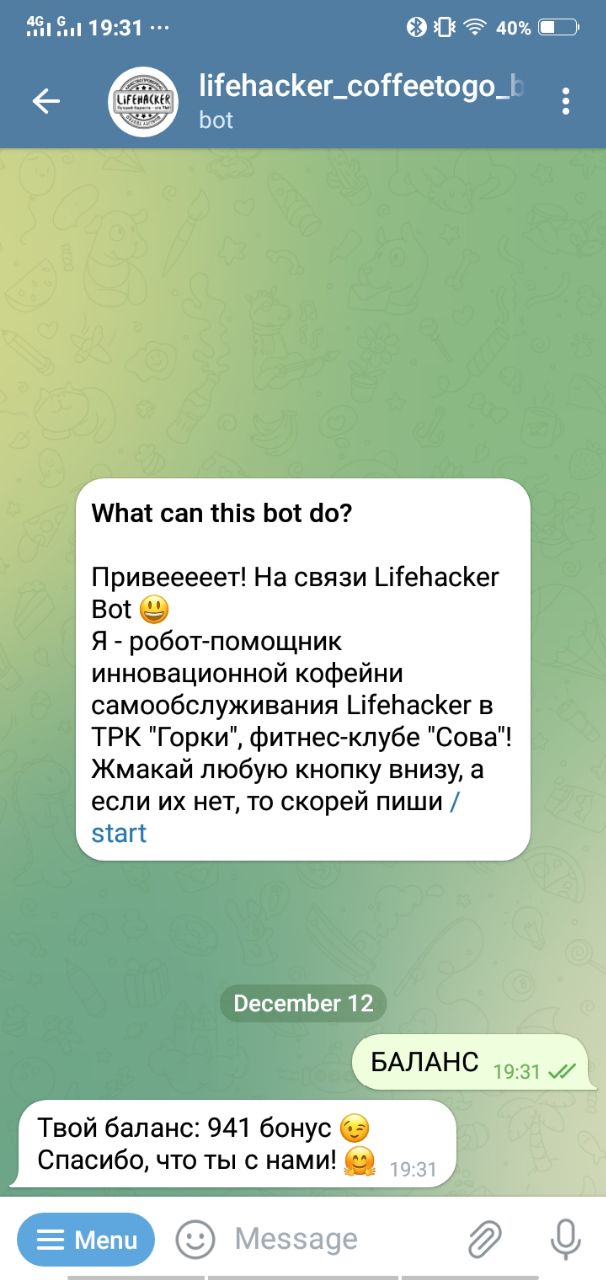 4G G 19:31 ··· 40%
lifehacker_coffeetogo_b
bot
LIFEHACKER
What can this bot do?
Привеееееет! На связи Lifehacker
Bot 😃
Я - робот-помощник
инновационной кофейни
самообслуживания Lifehacker в
ТРК "Горки", фитнес-клубе "Сова"!
Жмакай любую кнопку внизу, а
если их нет, то скорей пиши /
start
December 12
БАЛАНС 19:31
Твой баланс: 941 бонус 😉
Спасибо, что ты с нами! 🤗 19:31
Menu Message